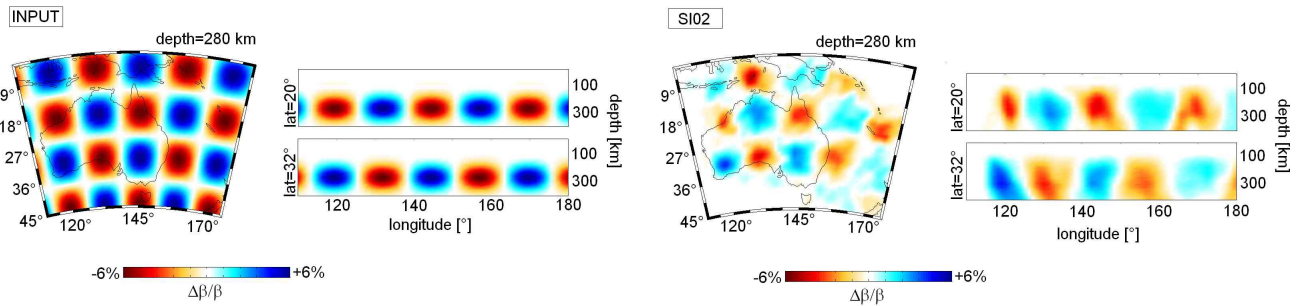 INPUT
depth=280 km
9°
18°
27°
36°
45°
120°
145°
170°
lat=20°
100
300
lat=32°
100
300
depth [km]
120 140 160 180
longitude [°]
-6% +6%
Δβ/β
SI02
depth=280 km
9°
18°
27°
36°
45°
120°
145°
170°
lat=20°
100
300
lat=32°
100
300
depth [km]
120 140 160 180
longitude [°]
-6% +6%
Δβ/β